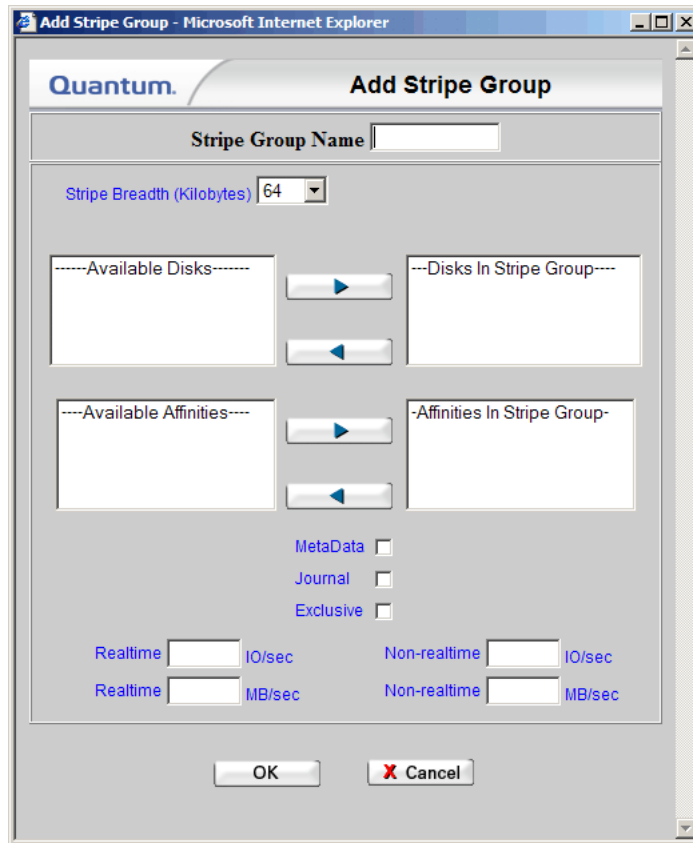 Add Stripe Group - Microsoft Internet Explorer
Quantum. Add Stripe Group
Stripe Group Name
Stripe Breadth (Kilobytes) 64
------Available Disks-------
---Disks In Stripe Group----
----Available Affinities----
-Affinities In Stripe Group-
MetaData
Journal
Exclusive
Realtime IO/sec Non-realtime IO/sec
Realtime MB/sec Non-realtime MB/sec
OK X Cancel